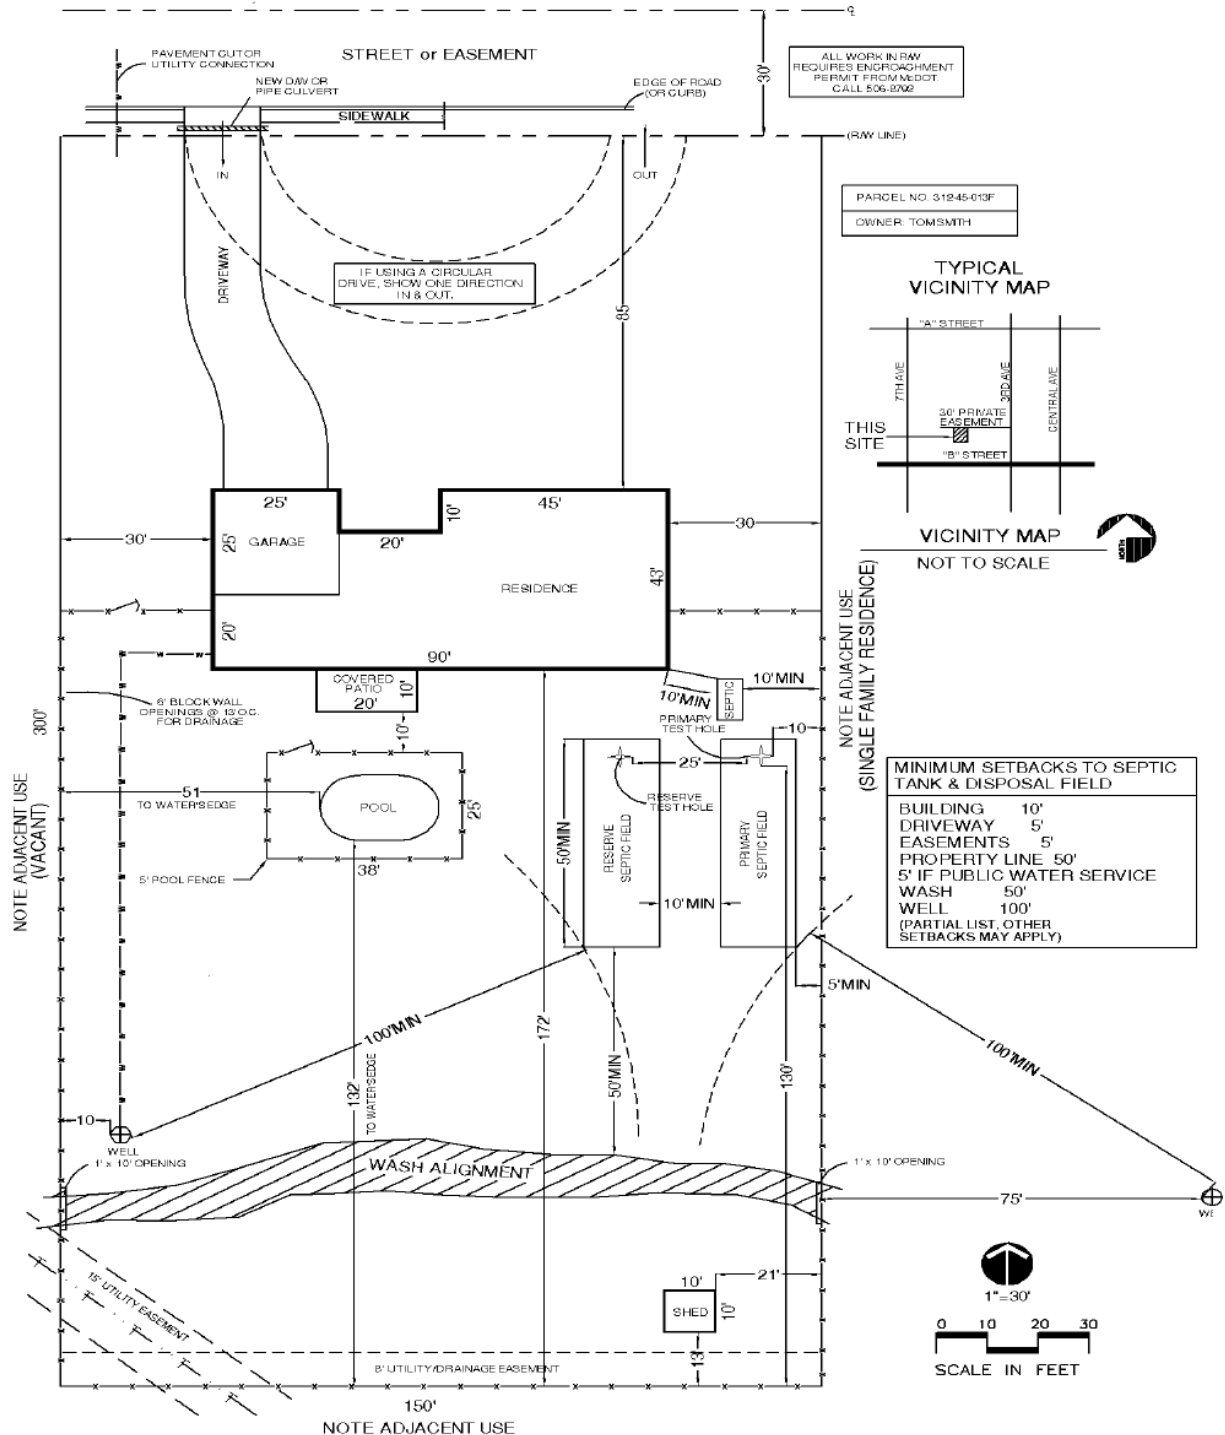 ℄
PAVEMENT CUT OR
UTILITY CONNECTION
STREET or EASEMENT
NEW D/W OR
PIPE CULVERT
EDGE OF ROAD
(OR CURB)
30'
ALL WORK IN R/W
REQUIRES ENCROACHMENT
PERMIT FROM McDOT.
CALL 506-8798
SIDEWALK
(R/W LINE)
IN
OUT
PARCEL NO. 312-45-013F
OWNER: TOM SMITH
DRIVEWAY
IF USING A CIRCULAR
DRIVE, SHOW ONE DIRECTION
IN & OUT.
85'
TYPICAL
VICINITY MAP
"A" STREET
7TH AVE
3RD AVE
CENTRAL AVE
30' PRIVATE
EASEMENT
THIS
SITE
"B" STREET
VICINITY MAP
NOT TO SCALE
NORTH
25'
45'
10'
20'
30'
30
25'
GARAGE
RESIDENCE
43'
20'
90'
COVERED
PATIO
20'
10'
10'
10'MIN
SEPTIC
10'MIN
PRIMARY
TEST HOLE
10
6' BLOCK WALL
OPENINGS @ 13'O.C.
FOR DRAINAGE
300'
NOTE ADJACENT USE
(VACANT)
NOTE ADJACENT USE
(SINGLE FAMILY RESIDENCE)
51
TO WATER'S EDGE
POOL
25'
38'
5' POOL FENCE
25'
RESERVE
TEST HOLE
50'MIN
RESERVE
SEPTIC FIELD
PRIMARY
SEPTIC FIELD
10'MIN
5'MIN
MINIMUM SETBACKS TO SEPTIC
TANK & DISPOSAL FIELD
BUILDING 10'
DRIVEWAY 5'
EASEMENTS 5'
PROPERTY LINE 50'
5' IF PUBLIC WATER SERVICE
WASH 50'
WELL 100'
(PARTIAL LIST, OTHER
SETBACKS MAY APPLY)
100'MIN
172'
50'MIN
130'
100'MIN
132'
TO WATERSEDGE
10
WELL
1' x 10' OPENING
WASH ALIGNMENT
1' x 10' OPENING
75'
WE
15' UTILITY EASEMENT
10'
21'
SHED
10'
13'
8' UTILITY/DRAINAGE EASEMENT
1"=30'
0 10 20 30
SCALE IN FEET
150'
NOTE ADJACENT USE